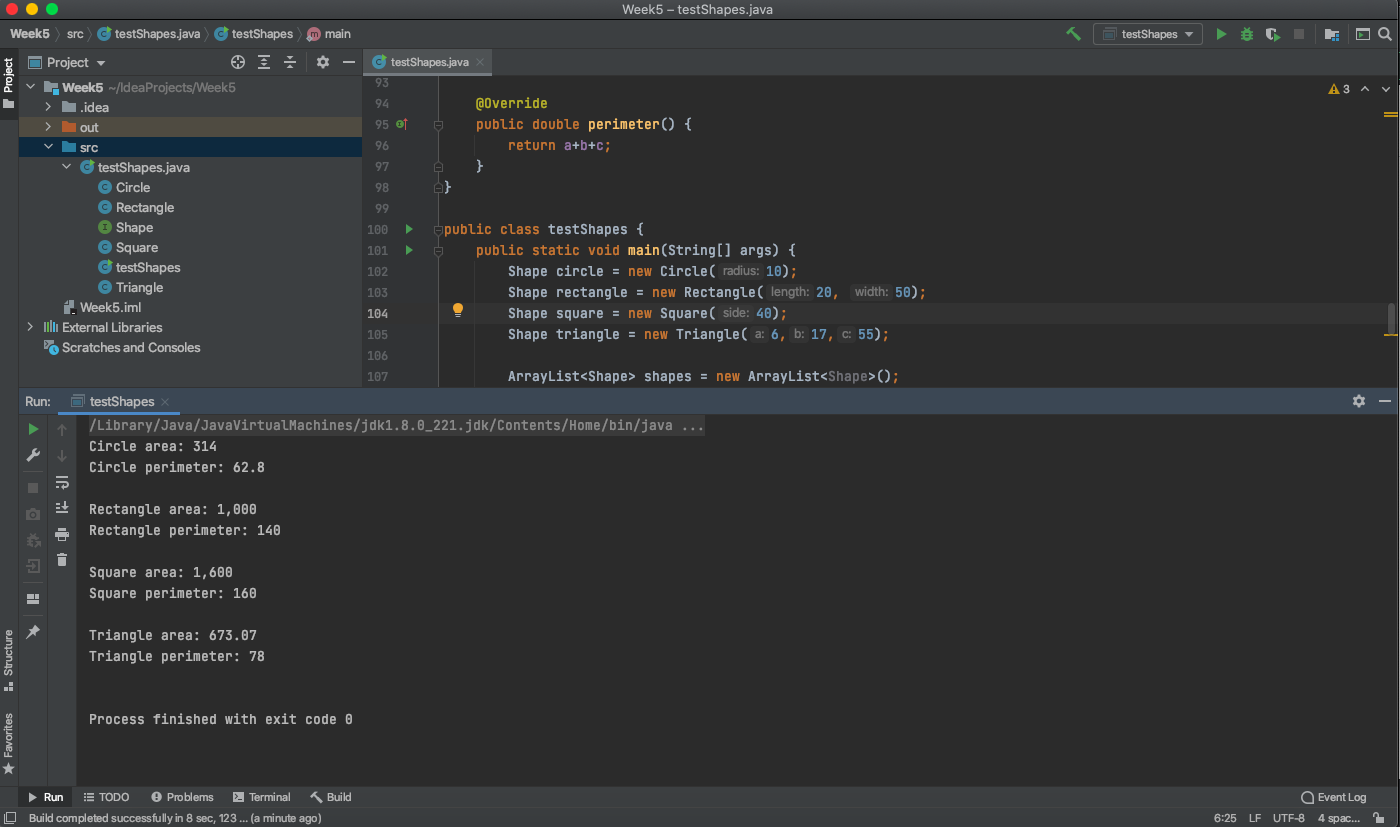 Week5 – testShapes.java
Week5 src testShapes.java testShapes main
testShapes
Project
Project
testShapes.java
Week5 ~/IdeaProjects/Week5
.idea
out
src
testShapes.java
Circle
Rectangle
Shape
Square
testShapes
Triangle
Week5.iml
External Libraries
Scratches and Consoles
3
93
94 @Override
95 public double perimeter() {
96 return a+b+c;
97 }
98 }
99
100 public class testShapes {
101 public static void main(String[] args) {
102 Shape circle = new Circle( radius: 10);
103 Shape rectangle = new Rectangle( length: 20, width: 50);
104 Shape square = new Square( side: 40);
105 Shape triangle = new Triangle( a: 6, b: 17, c: 55);
106
107 ArrayList<Shape> shapes = new ArrayList<Shape>();
Run: testShapes
/Library/Java/JavaVirtualMachines/jdk1.8.0_221.jdk/Contents/Home/bin/java ...
Circle area: 314
Circle perimeter: 62.8
Rectangle area: 1,000
Rectangle perimeter: 140
Square area: 1,600
Square perimeter: 160
Triangle area: 673.07
Triangle perimeter: 78
Process finished with exit code 0
Structure
Favorites
Run TODO Problems Terminal Build Event Log
Build completed successfully in 8 sec, 123 ... (a minute ago) 6:25 LF UTF-8 4 spac...